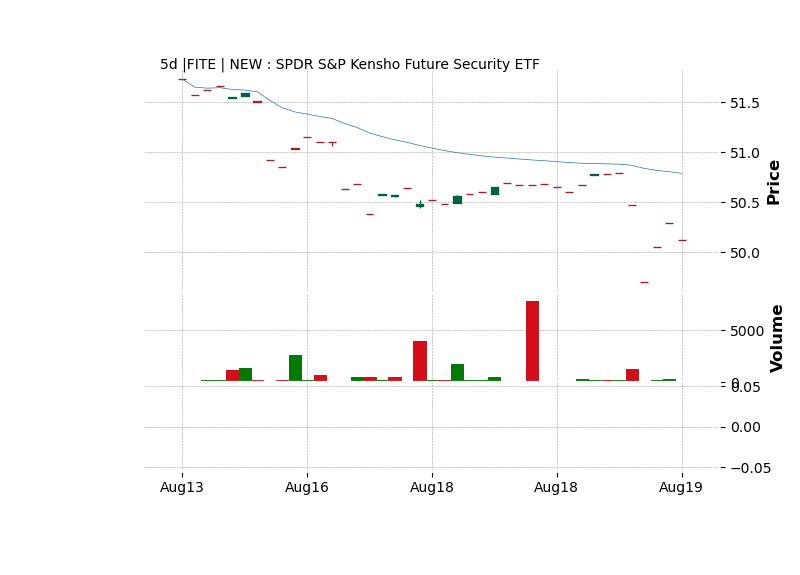 5d |FITE | NEW : SPDR S&P Kensho Future Security ETF
51.5
51.0
50.5
50.0
Price
5000
0
Volume
0.05
0.00
−0.05
Aug13 Aug16 Aug18 Aug18 Aug19